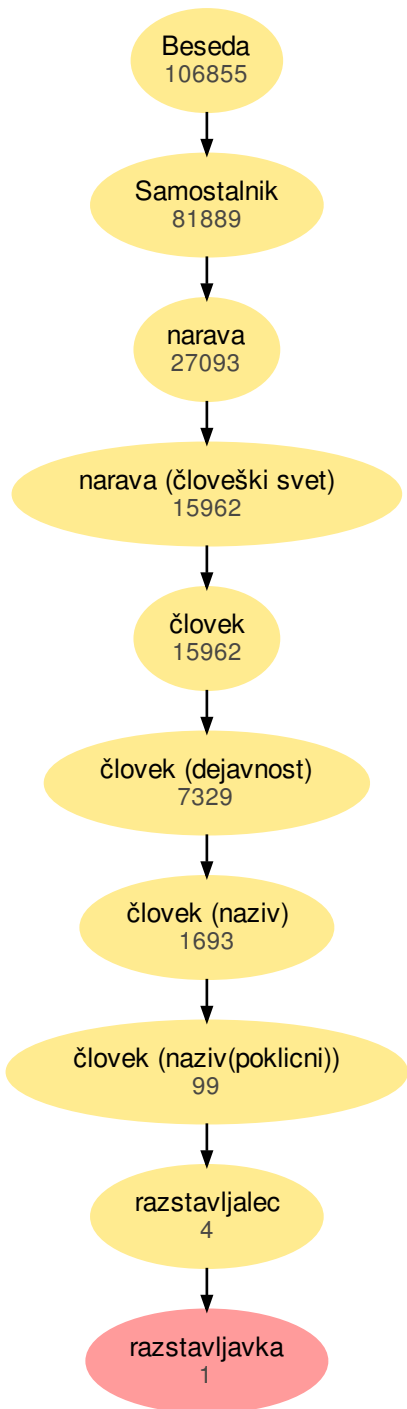 Beseda
106855
Samostalnik
81889
narava
27093
narava (človeški svet)
15962
človek
15962
človek (dejavnost)
7329
človek (naziv)
1693
človek (naziv(poklicni))
99
razstavljalec
4
razstavljavka
1